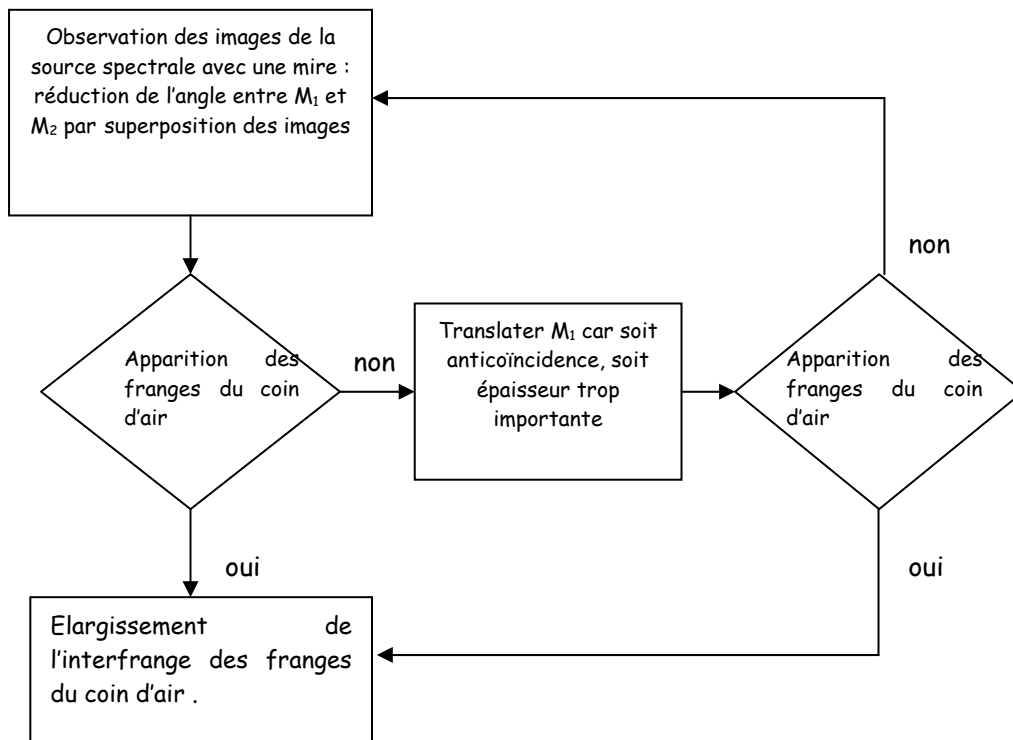 Observation des images de la
source spectrale avec une mire :
réduction de l'angle entre M₁ et
M₂ par superposition des images
non
Apparition des
franges du coin
d'air
non
Translater M₁ car soit
anticoïncidence, soit
épaisseur trop
importante
Apparition des
franges du coin
d'air
oui
oui
Elargissement de
l'interfrange des franges
du coin d'air .